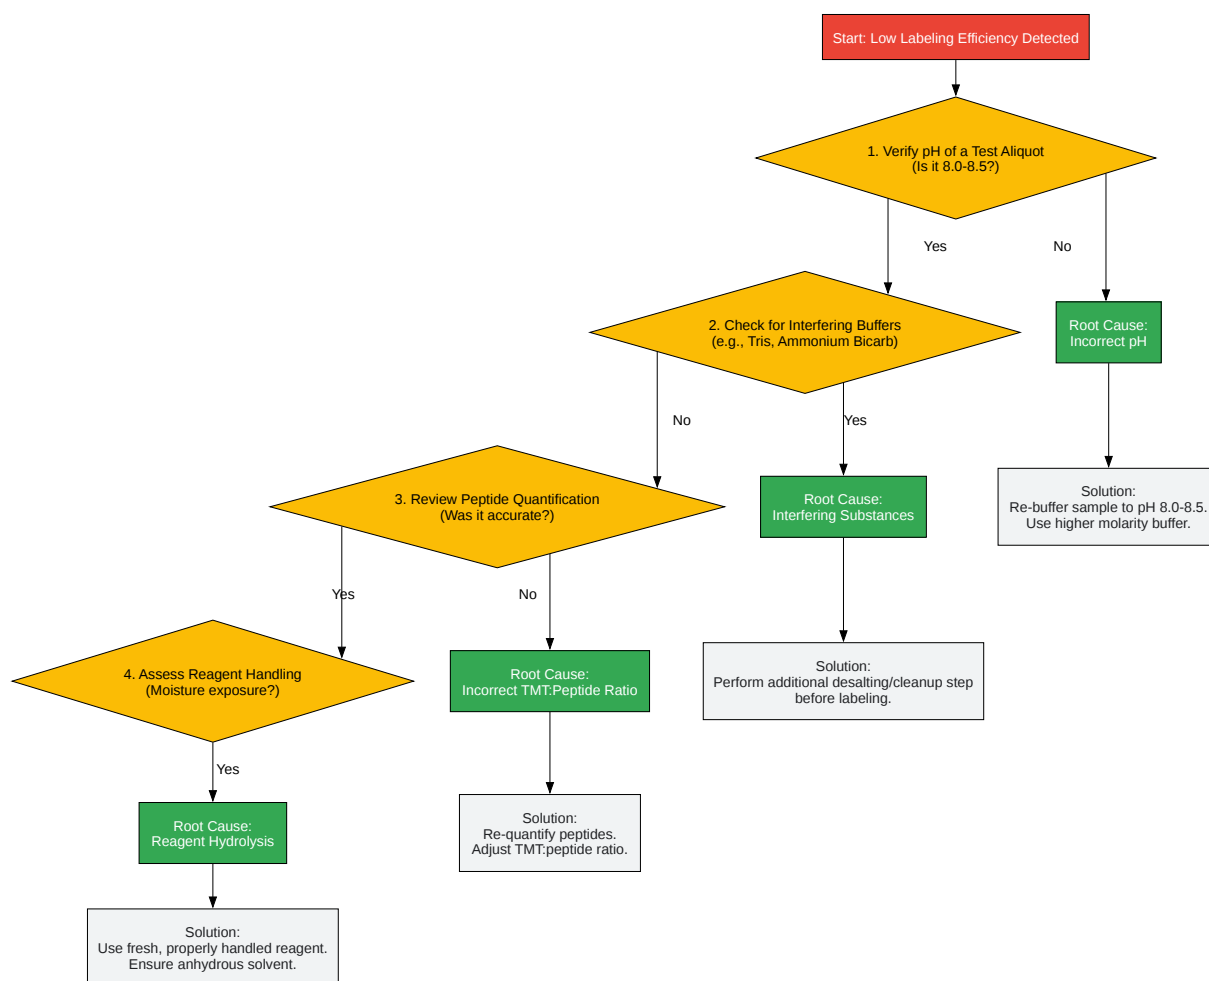 Start: Low Labeling Efficiency Detected
1. Verify pH of a Test Aliquot
(Is it 8.0-8.5?)
Yes
No
2. Check for Interfering Buffers
(e.g., Tris, Ammonium Bicarb)
Root Cause:
Incorrect pH
No
Yes
3. Review Peptide Quantification
(Was it accurate?)
Root Cause:
Interfering Substances
Solution:
Re-buffer sample to pH 8.0-8.5.
Use higher molarity buffer.
Yes
No
4. Assess Reagent Handling
(Moisture exposure?)
Root Cause:
Incorrect TMT:Peptide Ratio
Solution:
Perform additional desalting/cleanup step
before labeling.
Yes
Root Cause:
Reagent Hydrolysis
Solution:
Re-quantify peptides.
Adjust TMT:peptide ratio.
Solution:
Use fresh, properly handled reagent.
Ensure anhydrous solvent.